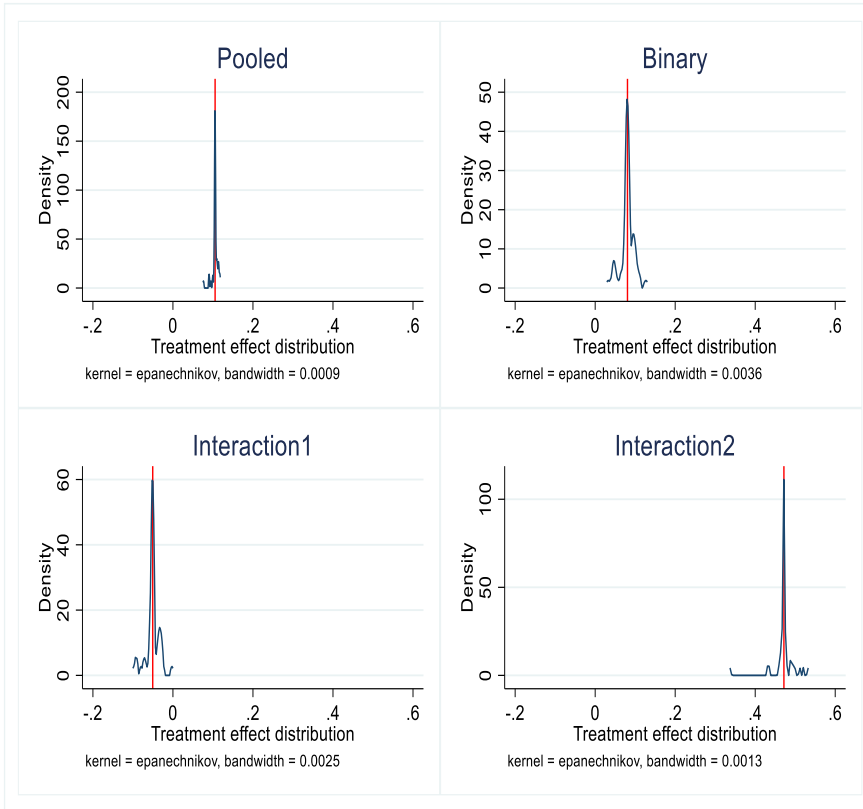 Pooled
Density
0
50
100
150
200
-.2 0 .2 .4 .6
Treatment effect distribution
kernel = epanechnikov, bandwidth = 0.0009
Binary
Density
0
10
20
30
40
50
-.2 0 .2 .4 .6
Treatment effect distribution
kernel = epanechnikov, bandwidth = 0.0036
Interaction1
Density
0
20
40
60
-.2 0 .2 .4 .6
Treatment effect distribution
kernel = epanechnikov, bandwidth = 0.0025
Interaction2
Density
0
50
100
-.2 0 .2 .4 .6
Treatment effect distribution
kernel = epanechnikov, bandwidth = 0.0013